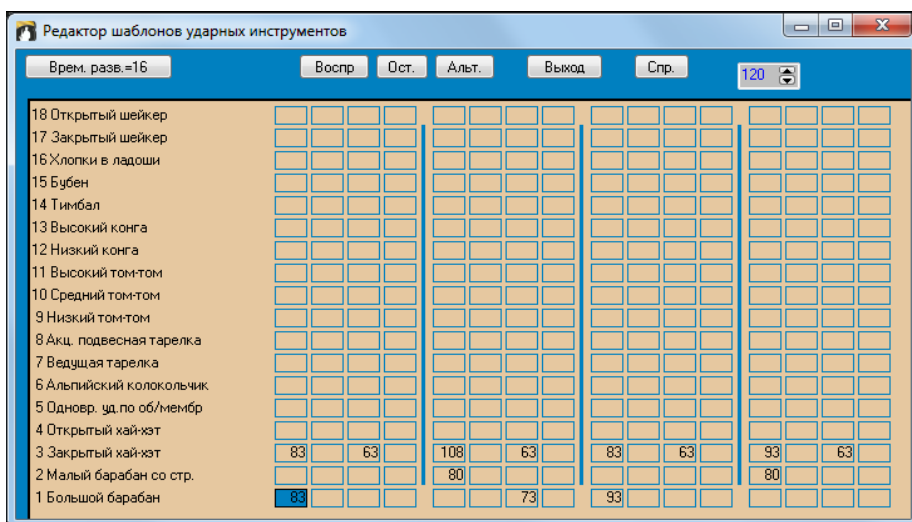 Редактор шаблонов ударных инструментов
Врем. разв.=16 Воспр Ост. Альт. Выход Спр. 120
18 Открытый шейкер
17 Закрытый шейкер
16 Хлопки в ладоши
15 Бубен
14 Тимбал
13 Высокий конга
12 Низкий конга
11 Высокий том-том
10 Средний том-том
9 Низкий том-том
8 Акц. подвесная тарелка
7 Ведущая тарелка
6 Альпийский колокольчик
5 Одновр. уд.по об/мембр
4 Открытый хай-хэт
3 Закрытый хай-хэт 83 63 108 63 83 63 93 63
2 Малый барабан со стр. 80 80
1 Большой барабан 83 73 93